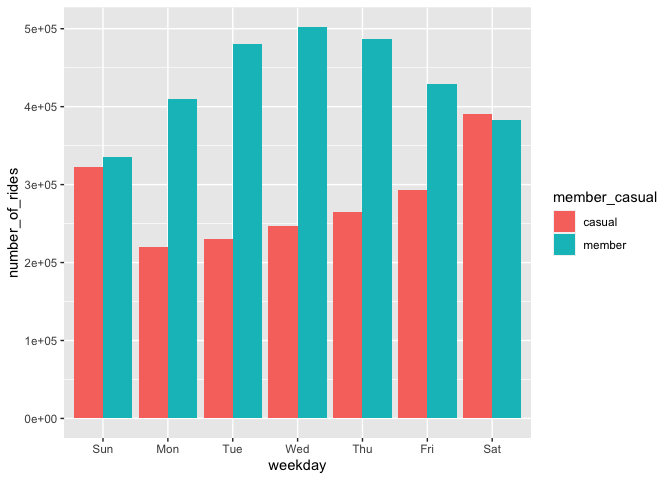 5e+05
4e+05
3e+05
2e+05
1e+05
0e+00
number_of_rides
Sun Mon Tue Wed Thu Fri Sat
weekday
member_casual
casual
member